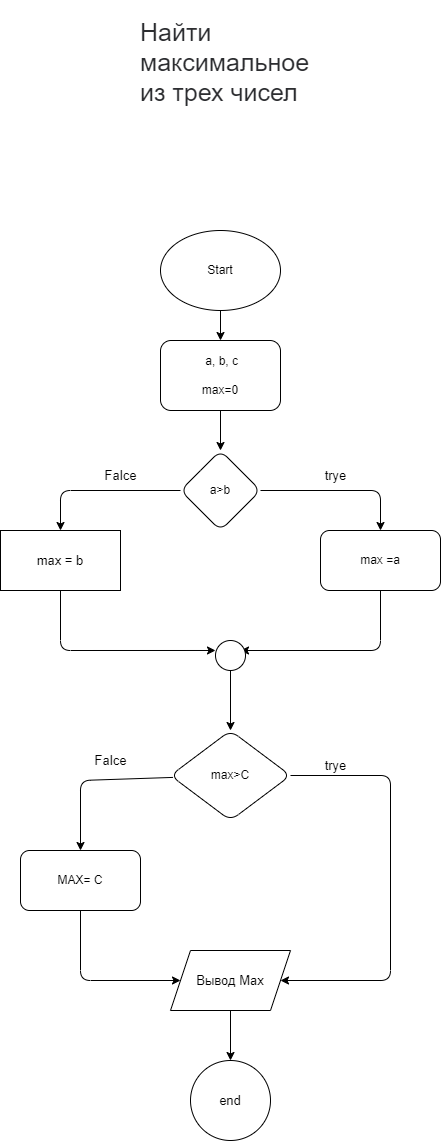 Найти
максимальное
из трех чисел
Start
a, b, c
max=0
Falce
a>b
trye
max = b
max =a
Falce
max>C
trye
MAX= C
Вывод Max
end